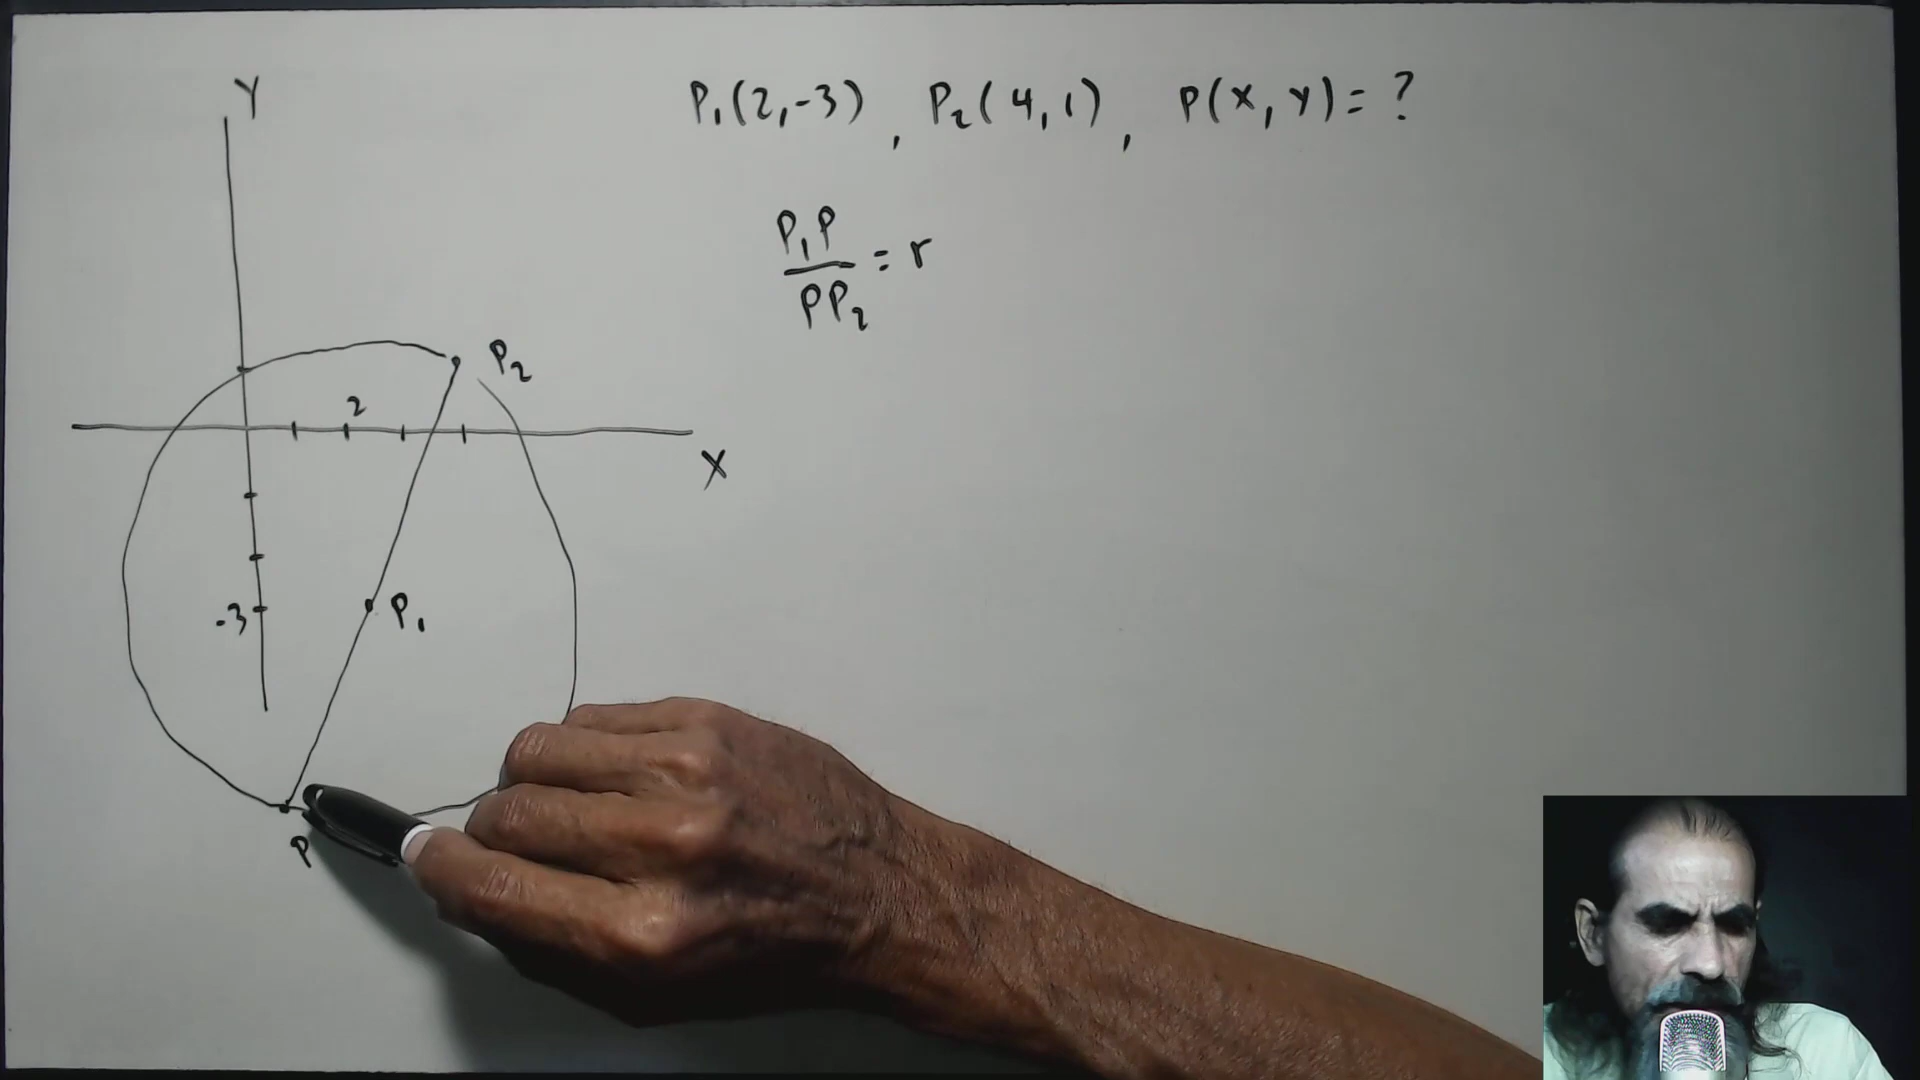 P₁(2,-3), P₂(4,1), P(x,y)=?
P₁P
PP₂
= r
Y
P₂
2
X
-3
P₁
P